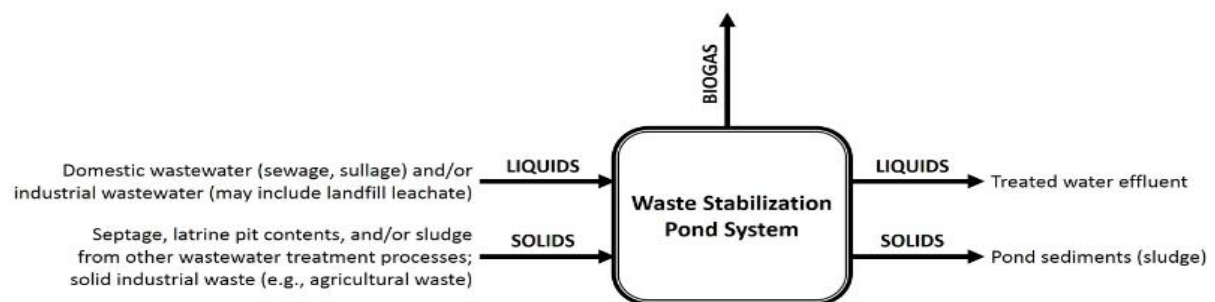 BIOGAS
Domestic wastewater (sewage, sullage) and/or
industrial wastewater (may include landfill leachate)
LIQUIDS
Septage, latrine pit contents, and/or sludge
from other wastewater treatment processes;
solid industrial waste (e.g., agricultural waste)
SOLIDS
Waste Stabilization
Pond System
LIQUIDS
Treated water effluent
SOLIDS
Pond sediments (sludge)